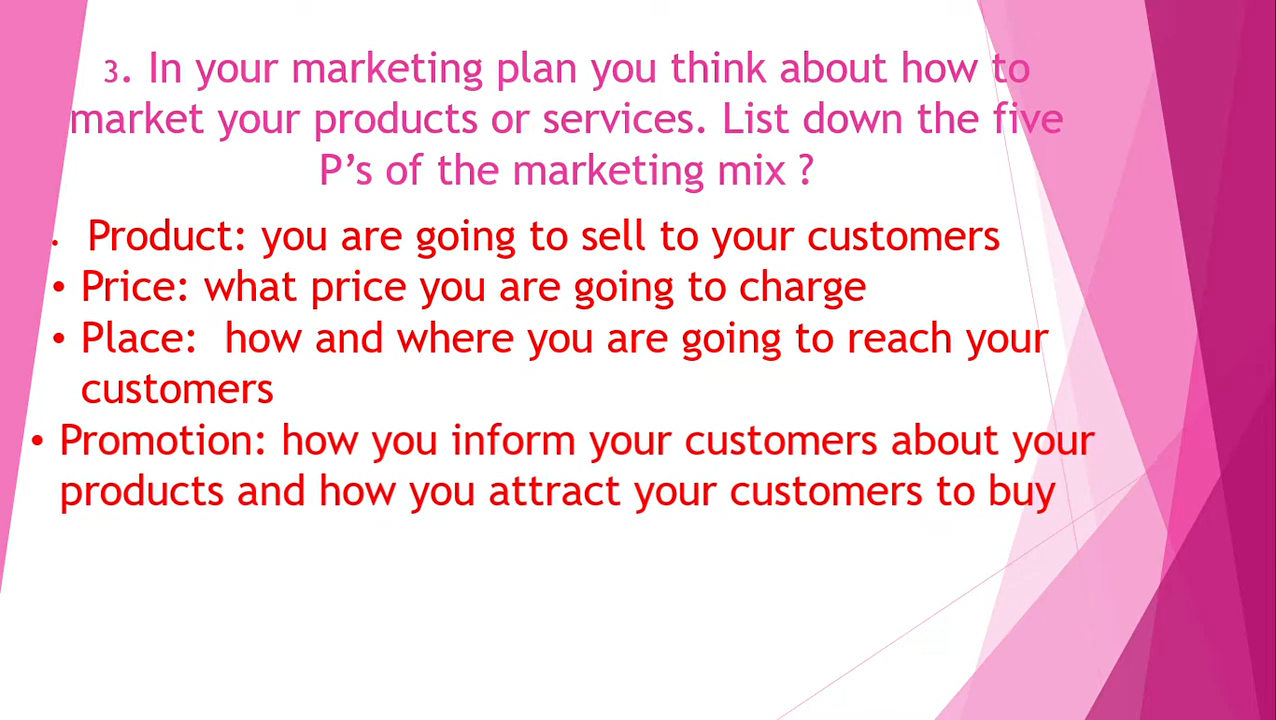 3. In your marketing plan you think about how to
market your products or services. List down the five
P’s of the marketing mix ?
• Product: you are going to sell to your customers
• Price: what price you are going to charge
• Place: how and where you are going to reach your
customers
• Promotion: how you inform your customers about your
products and how you attract your customers to buy